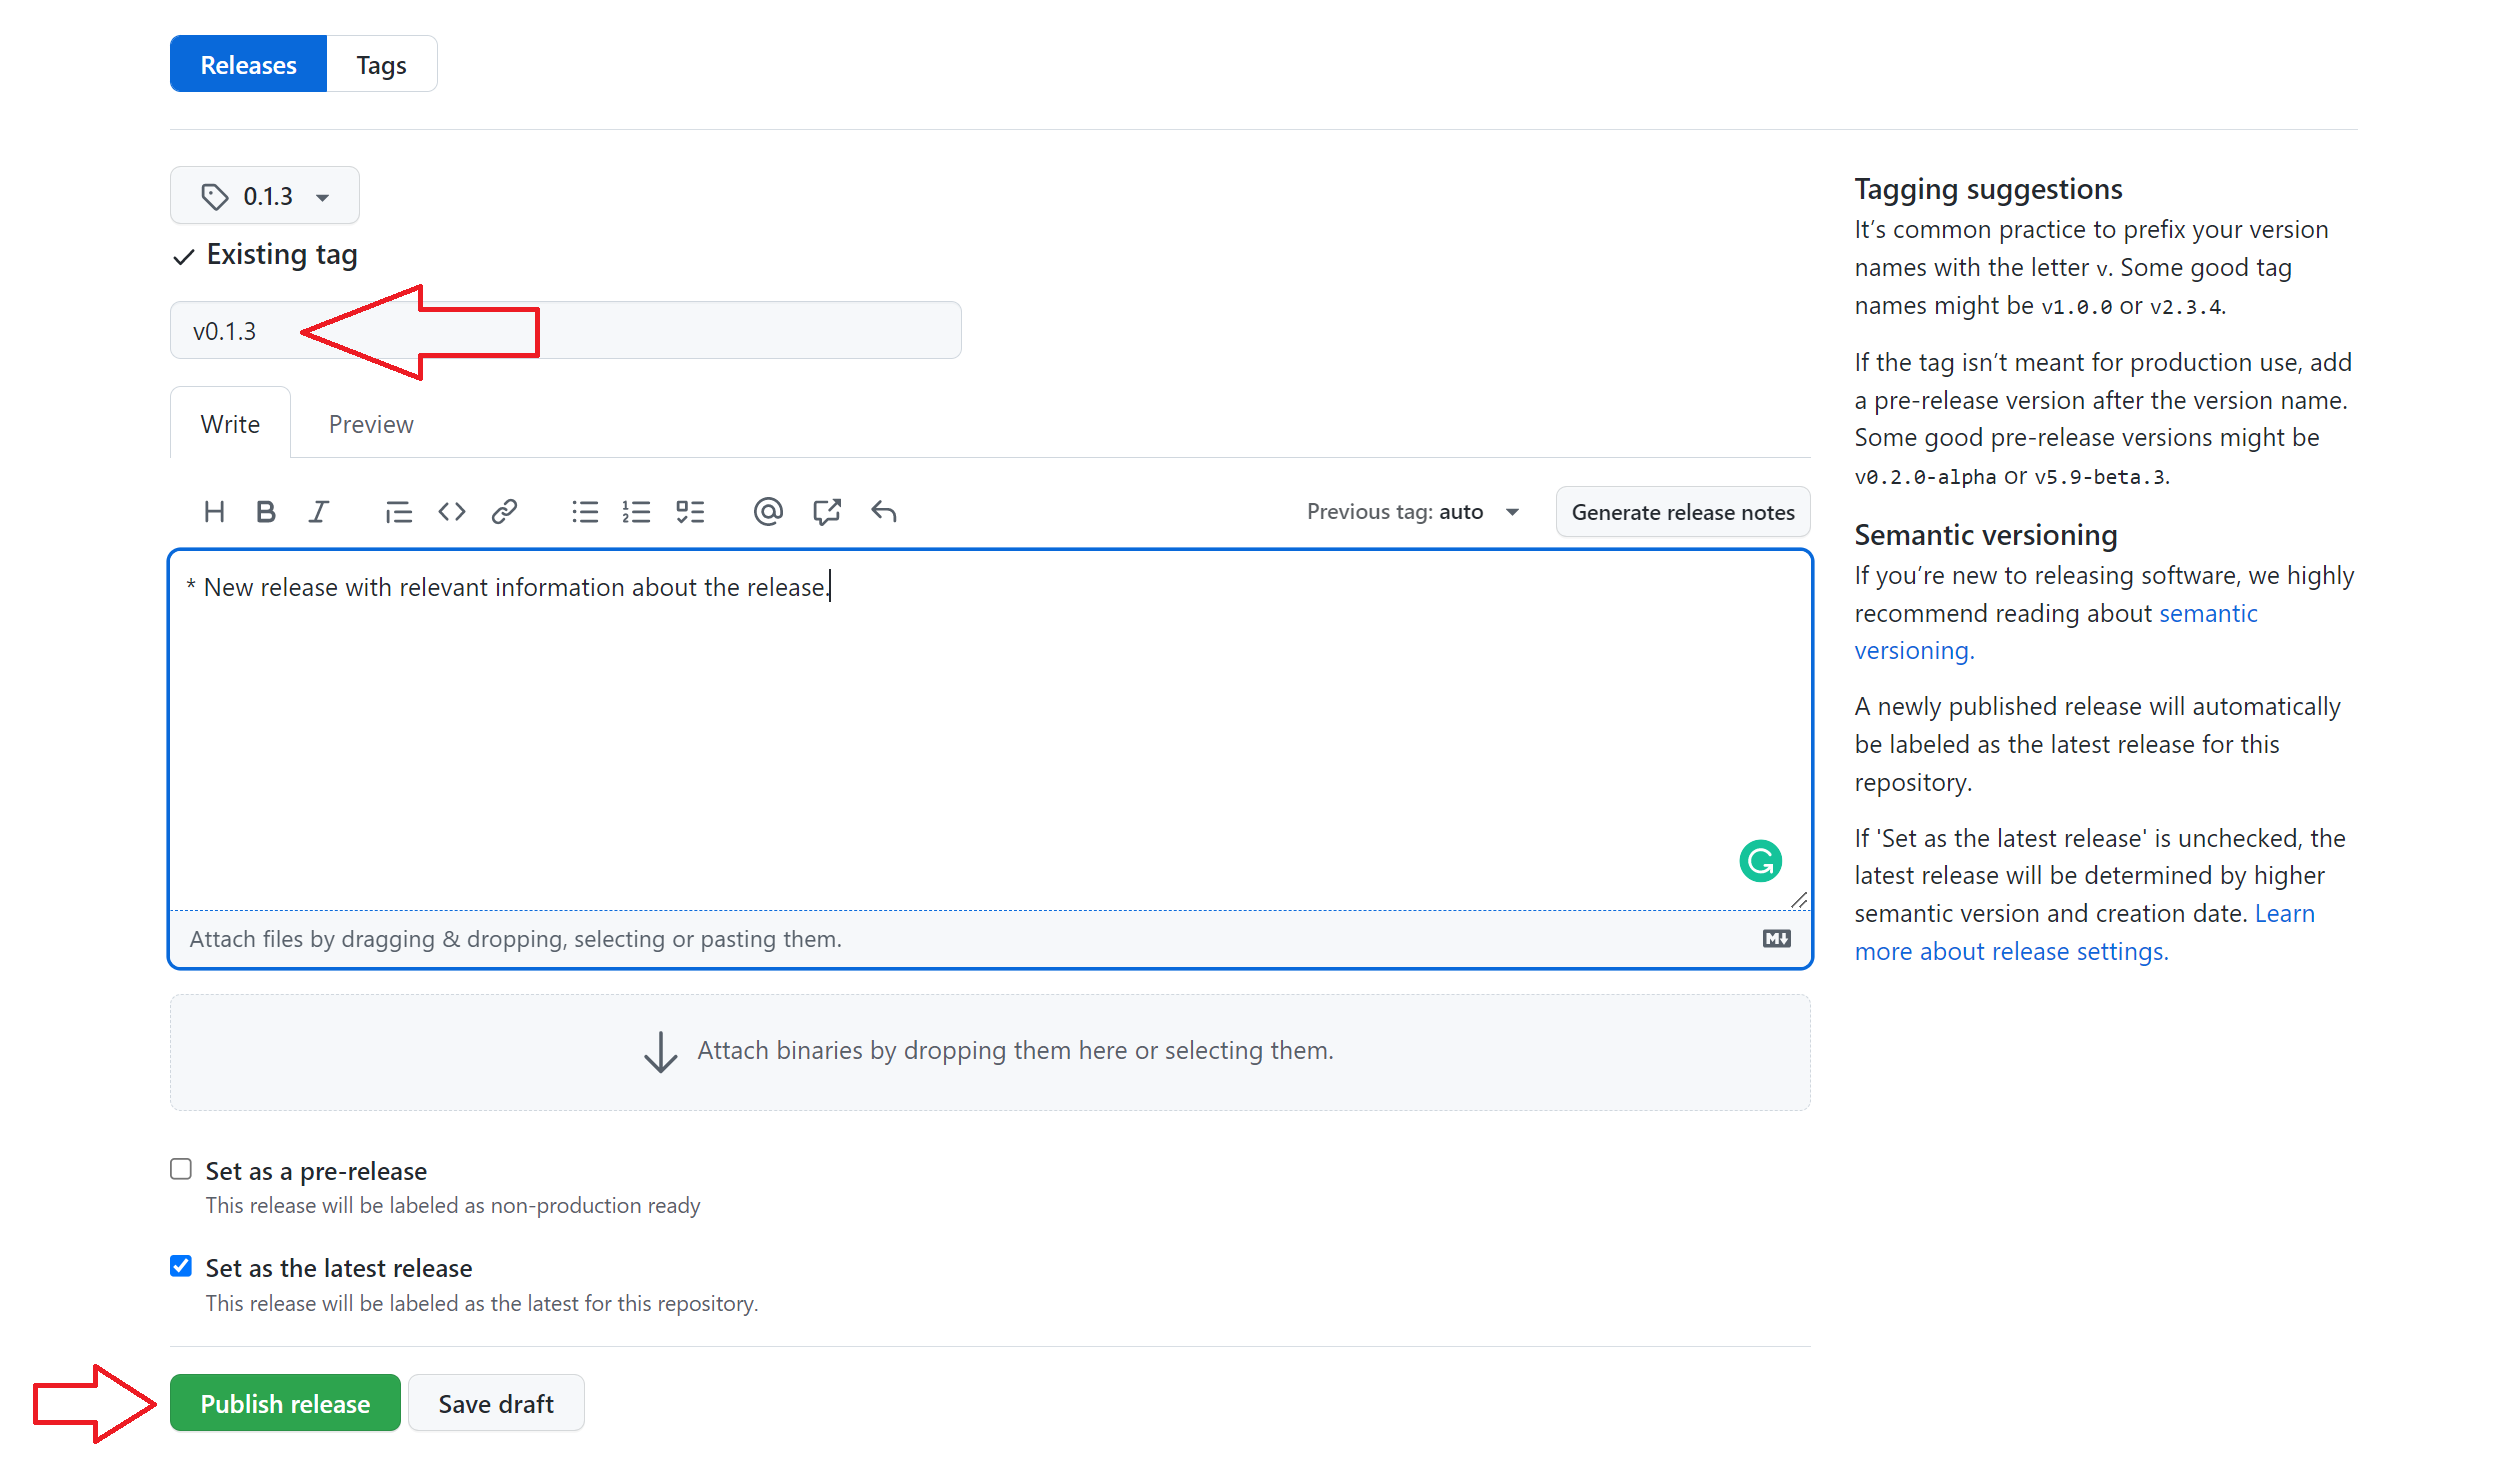 Releases Tags
0.1.3
Existing tag
v0.1.3
Write Preview
Previous tag: auto
Generate release notes
* New release with relevant information about the release.
Attach files by dragging & dropping, selecting or pasting them.
Attach binaries by dropping them here or selecting them.
Set as a pre-release
This release will be labeled as non-production ready
Set as the latest release
This release will be labeled as the latest for this repository.
Publish release Save draft
Tagging suggestions
It’s common practice to prefix your version
names with the letter v. Some good tag
names might be v1.0.0 or v2.3.4.
If the tag isn’t meant for production use, add
a pre-release version after the version name.
Some good pre-release versions might be
v0.2.0-alpha or v5.9-beta.3.
Semantic versioning
If you’re new to releasing software, we highly
recommend reading about semantic
versioning.
A newly published release will automatically
be labeled as the latest release for this
repository.
If 'Set as the latest release' is unchecked, the
latest release will be determined by higher
semantic version and creation date. Learn
more about release settings.